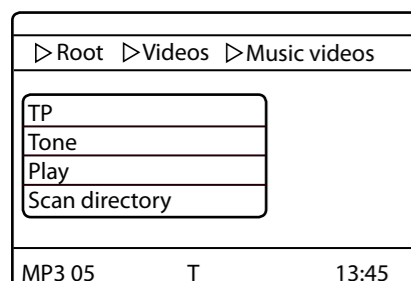 Root Videos Music videos
TP
Tone
Play
Scan directory
MP3 05 T 13:45